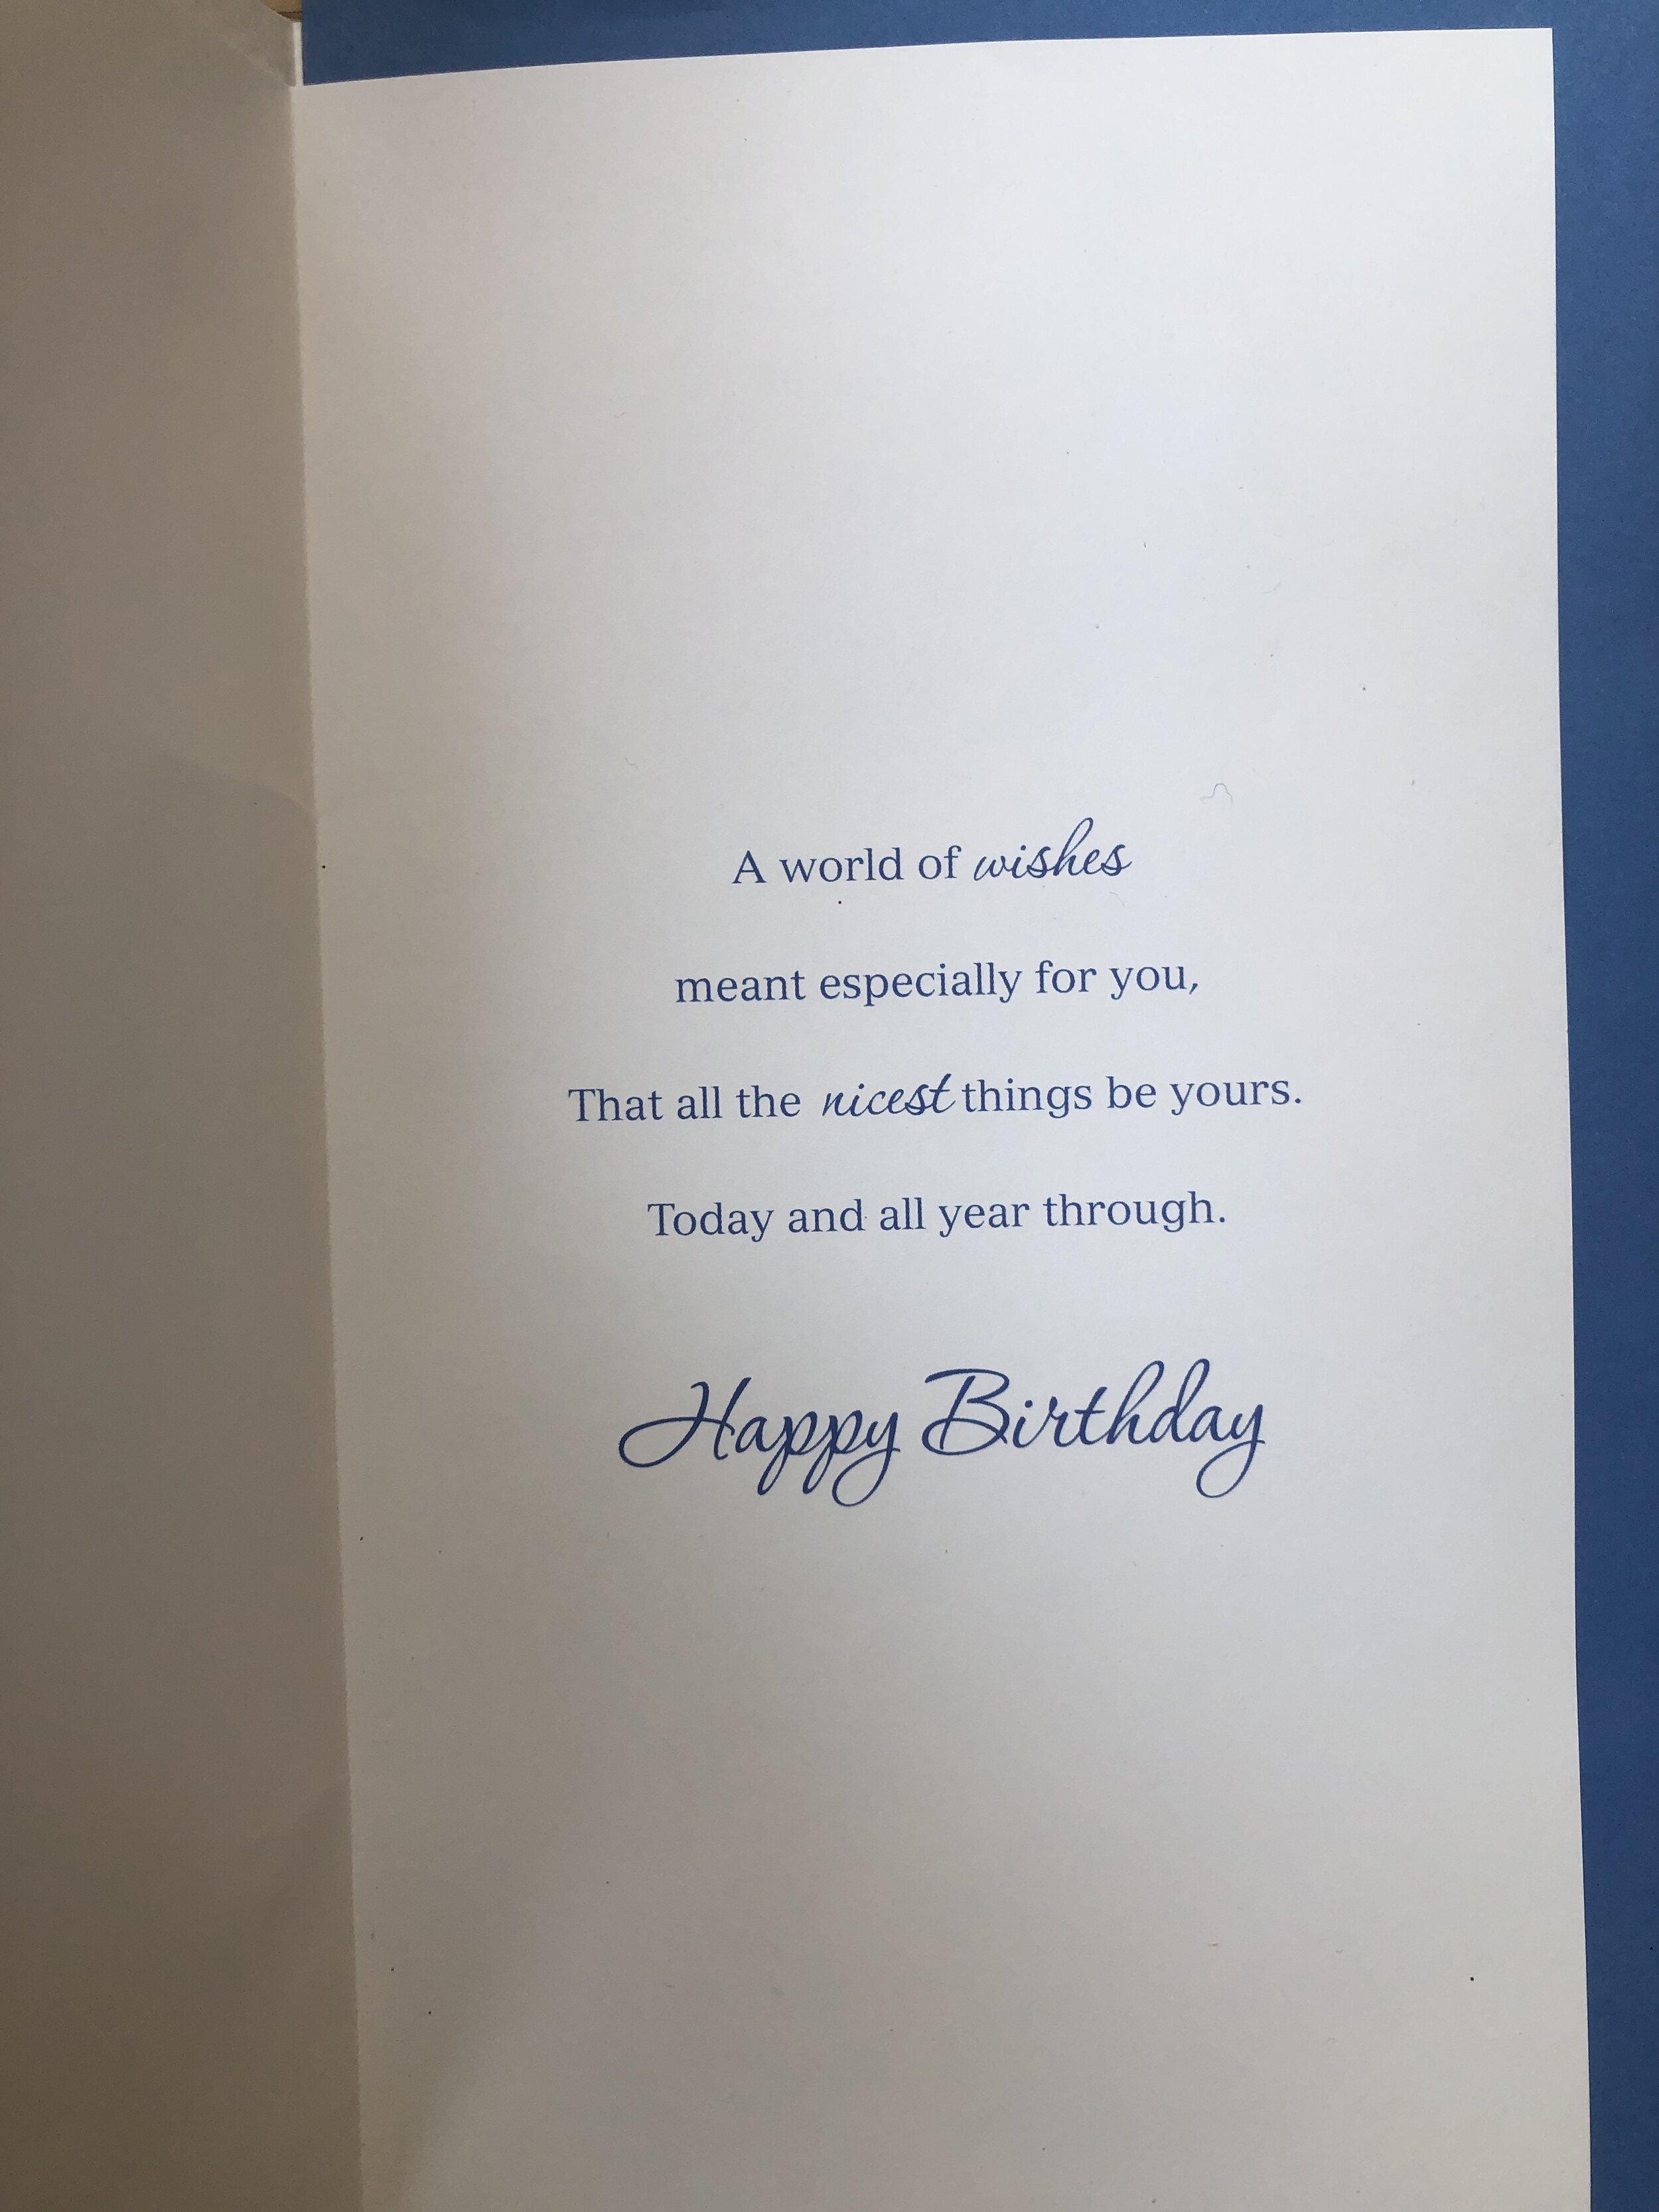 A world of wishes
meant especially for you,
That all the nicest things be yours.
Today and all year through.
Happy Birthday